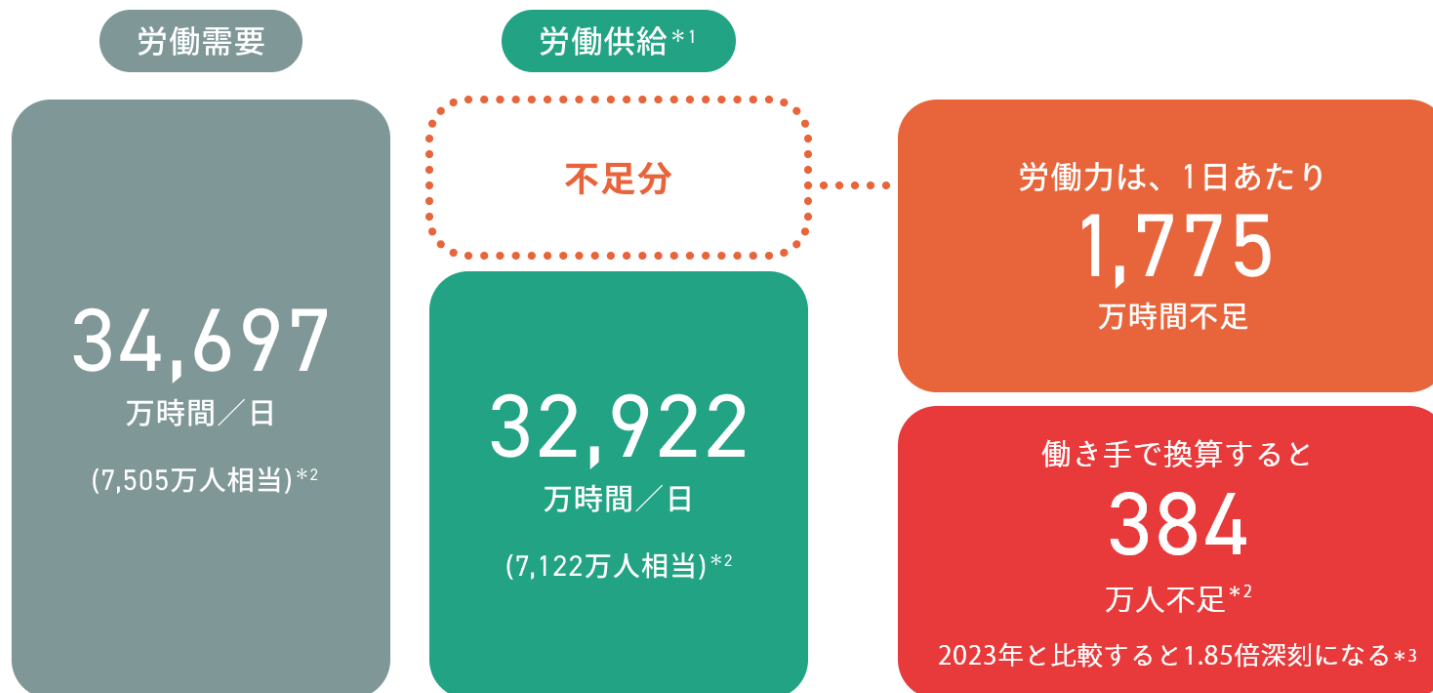 労働需要
34,697
万時間／日
(7,505万人相当)*2
労働供給*1
不足分
32,922
万時間／日
(7,122万人相当)*2
労働力は、1日あたり
1,775
万時間不足
働き手で換算すると
384
万人不足*2
2023年と比較すると1.85倍深刻になる*3